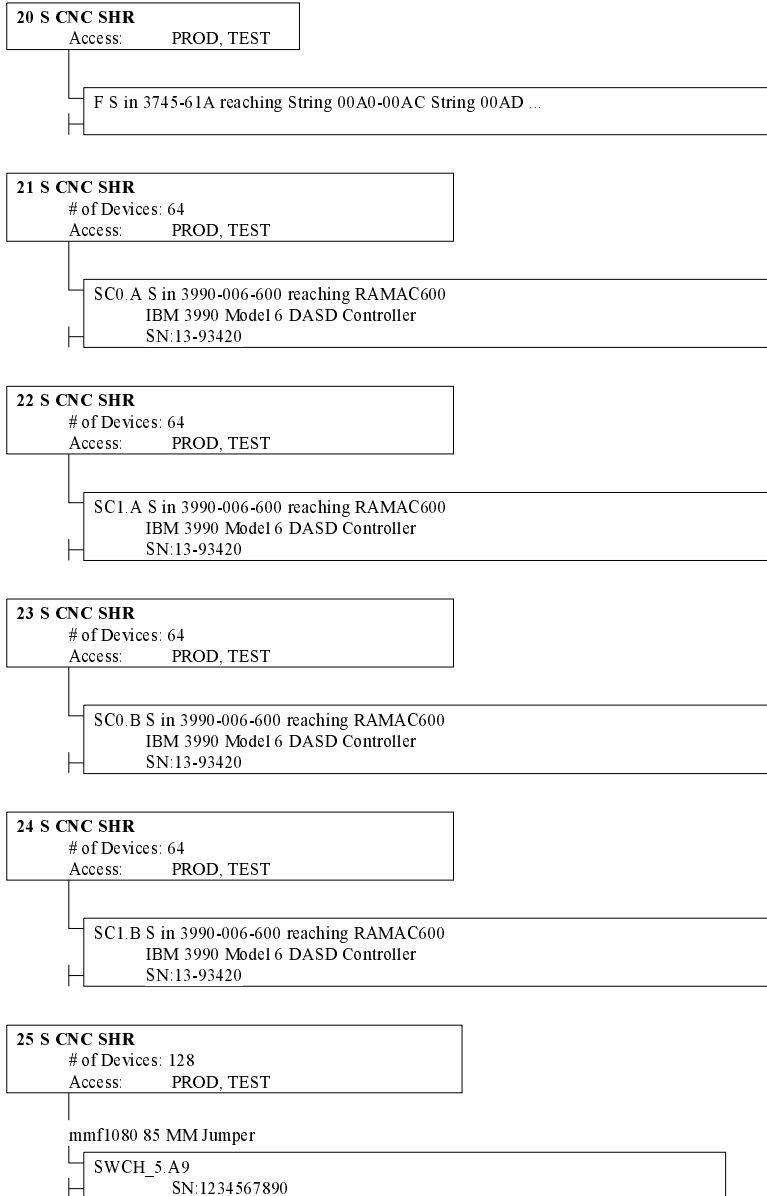 20 S CNC SHR
Access: PROD, TEST
F S in 3745-61A reaching String 00A0-00AC String 00AD ...
21 S CNC SHR
# of Devices: 64
Access: PROD, TEST
SC0.A S in 3990-006-600 reaching RAMAC600
IBM 3990 Model 6 DASD Controller
SN:13-93420
22 S CNC SHR
# of Devices: 64
Access: PROD, TEST
SC1.A S in 3990-006-600 reaching RAMAC600
IBM 3990 Model 6 DASD Controller
SN:13-93420
23 S CNC SHR
# of Devices: 64
Access: PROD, TEST
SC0.B S in 3990-006-600 reaching RAMAC600
IBM 3990 Model 6 DASD Controller
SN:13-93420
24 S CNC SHR
# of Devices: 64
Access: PROD, TEST
SC1.B S in 3990-006-600 reaching RAMAC600
IBM 3990 Model 6 DASD Controller
SN:13-93420
25 S CNC SHR
# of Devices: 128
Access: PROD, TEST
mmf1080 85 MM Jumper
SWCH_5.A9
SN:1234567890